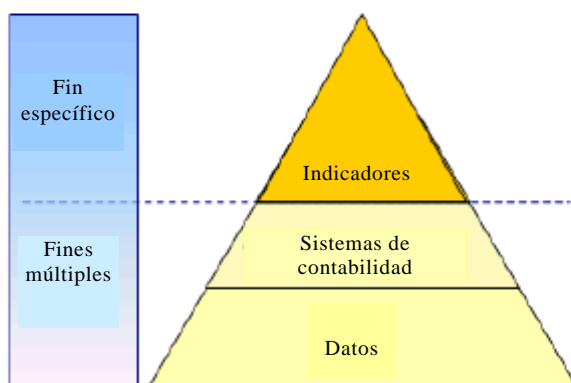 Fin
específico
Indicadores
Fines
múltiples
Sistemas de
contabilidad
Datos